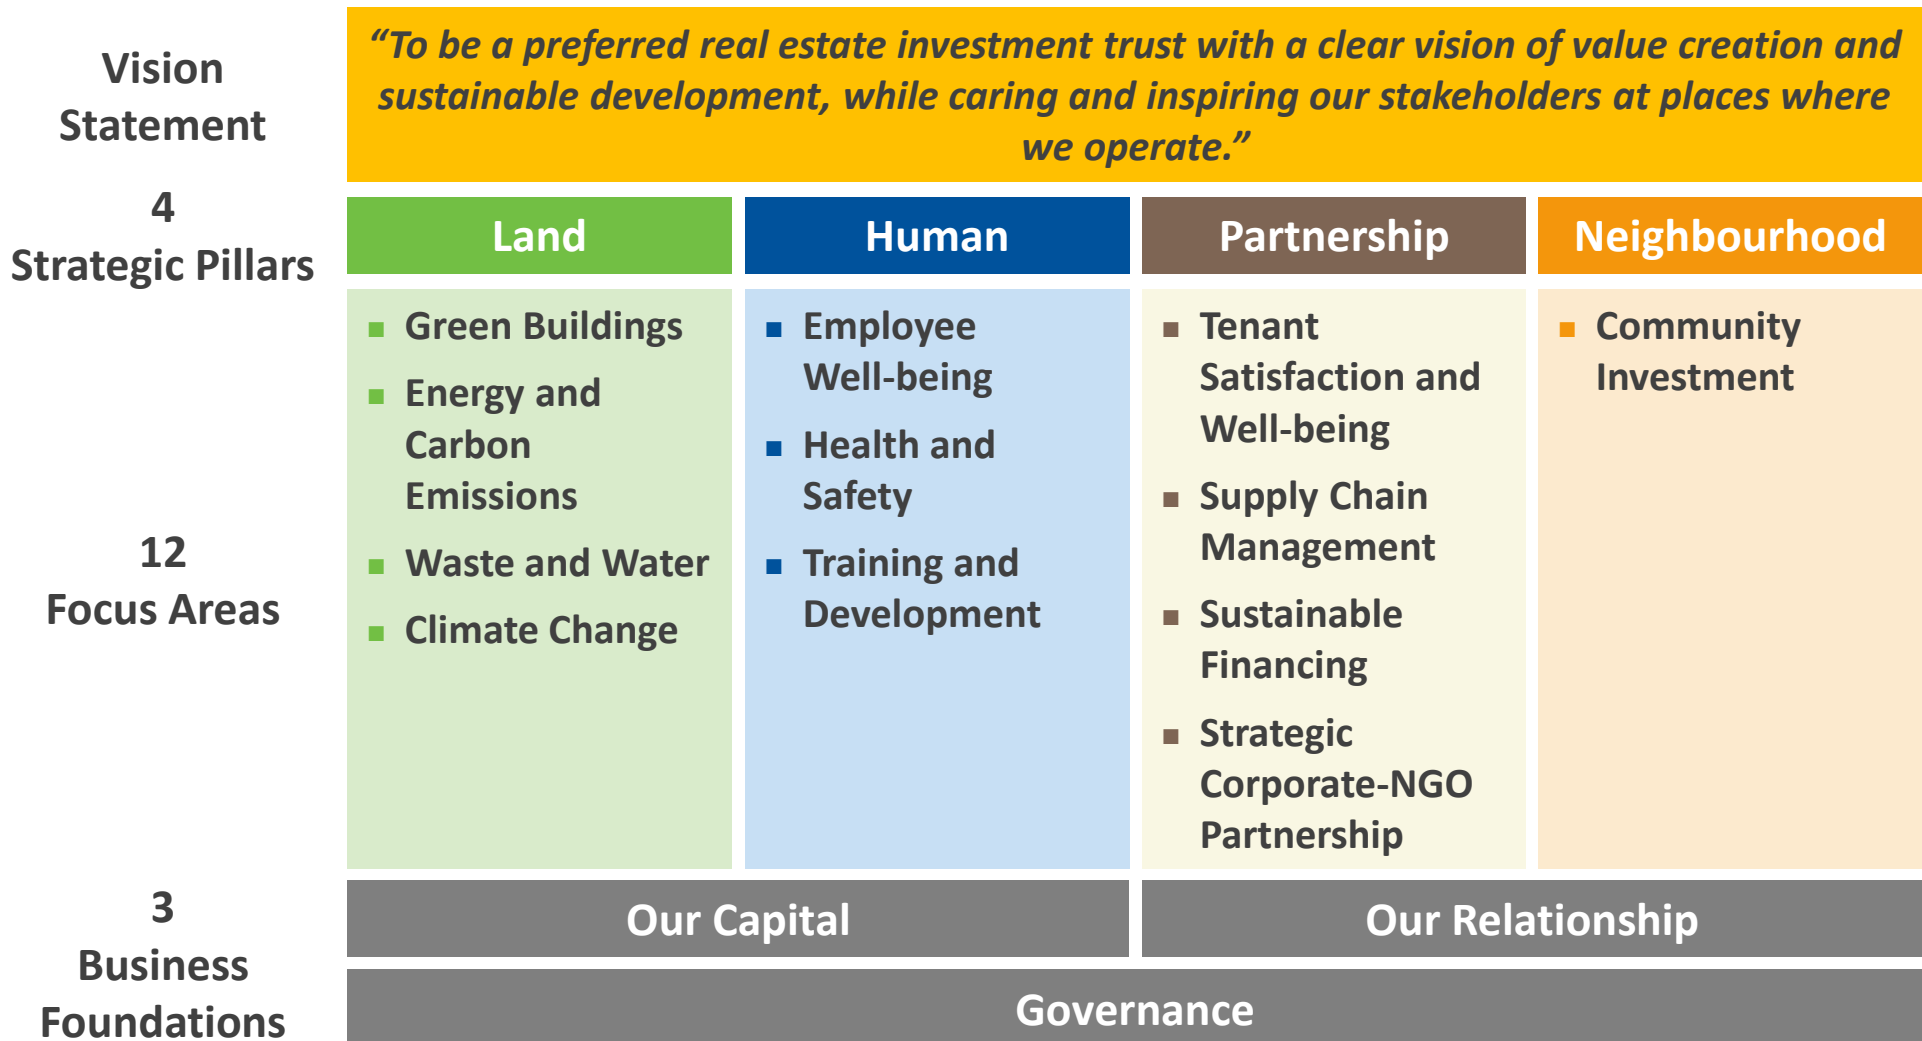 Vision
Statement
“To be a preferred real estate investment trust with a clear vision of value creation and
sustainable development, while caring and inspiring our stakeholders at places where
we operate.”
4
Strategic Pillars
Land
Human
Partnership
Neighbourhood
12
Focus Areas
■ Green Buildings
■ Energy and
Carbon
Emissions
■ Waste and Water
■ Climate Change
■ Employee
Well-being
■ Health and
Safety
■ Training and
Development
■ Tenant
Satisfaction and
Well-being
■ Supply Chain
Management
■ Sustainable
Financing
■ Strategic
Corporate-NGO
Partnership
■ Community
Investment
3
Business
Foundations
Our Capital
Our Relationship
Governance